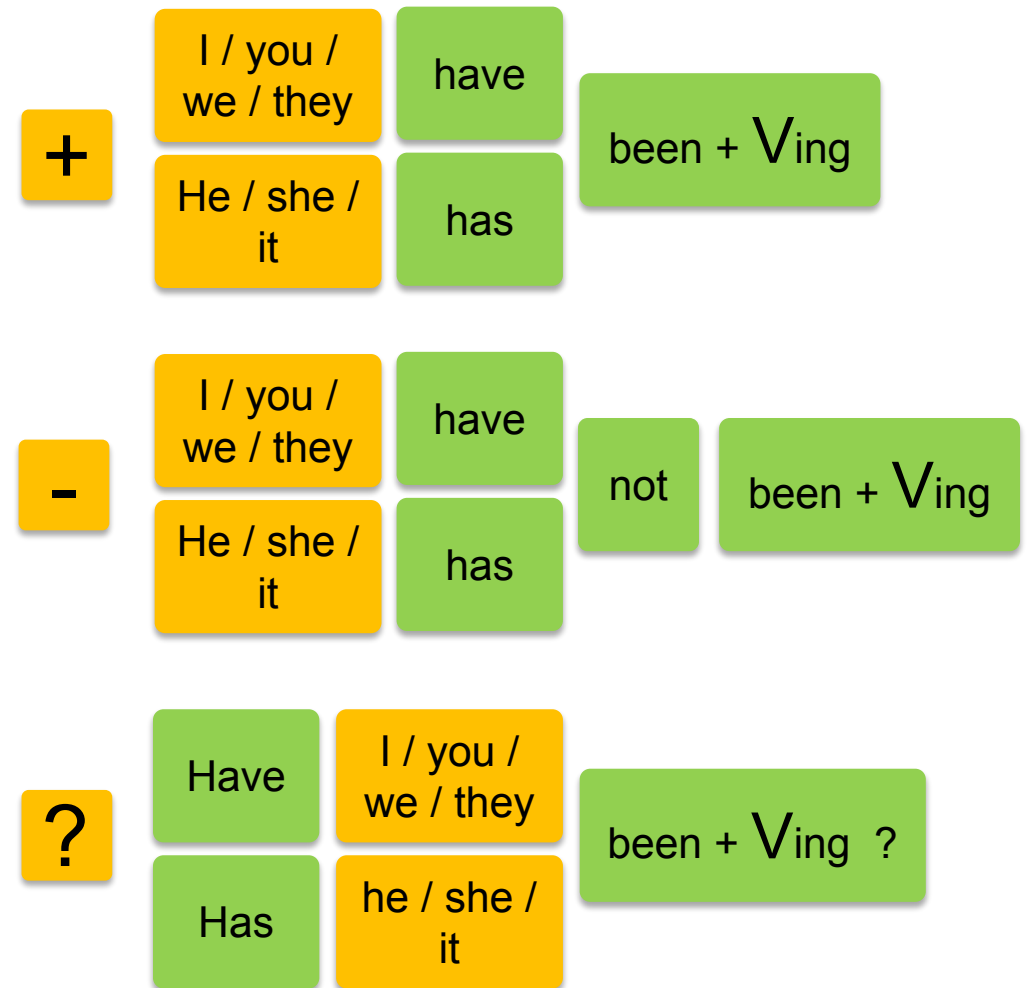 +
I / you /
we / they
have
He / she /
it
has
been + Ving
-
I / you /
we / they
have
He / she /
it
has
not
been + Ving
?
Have
I / you /
we / they
Has
he / she /
it
been + Ving ?